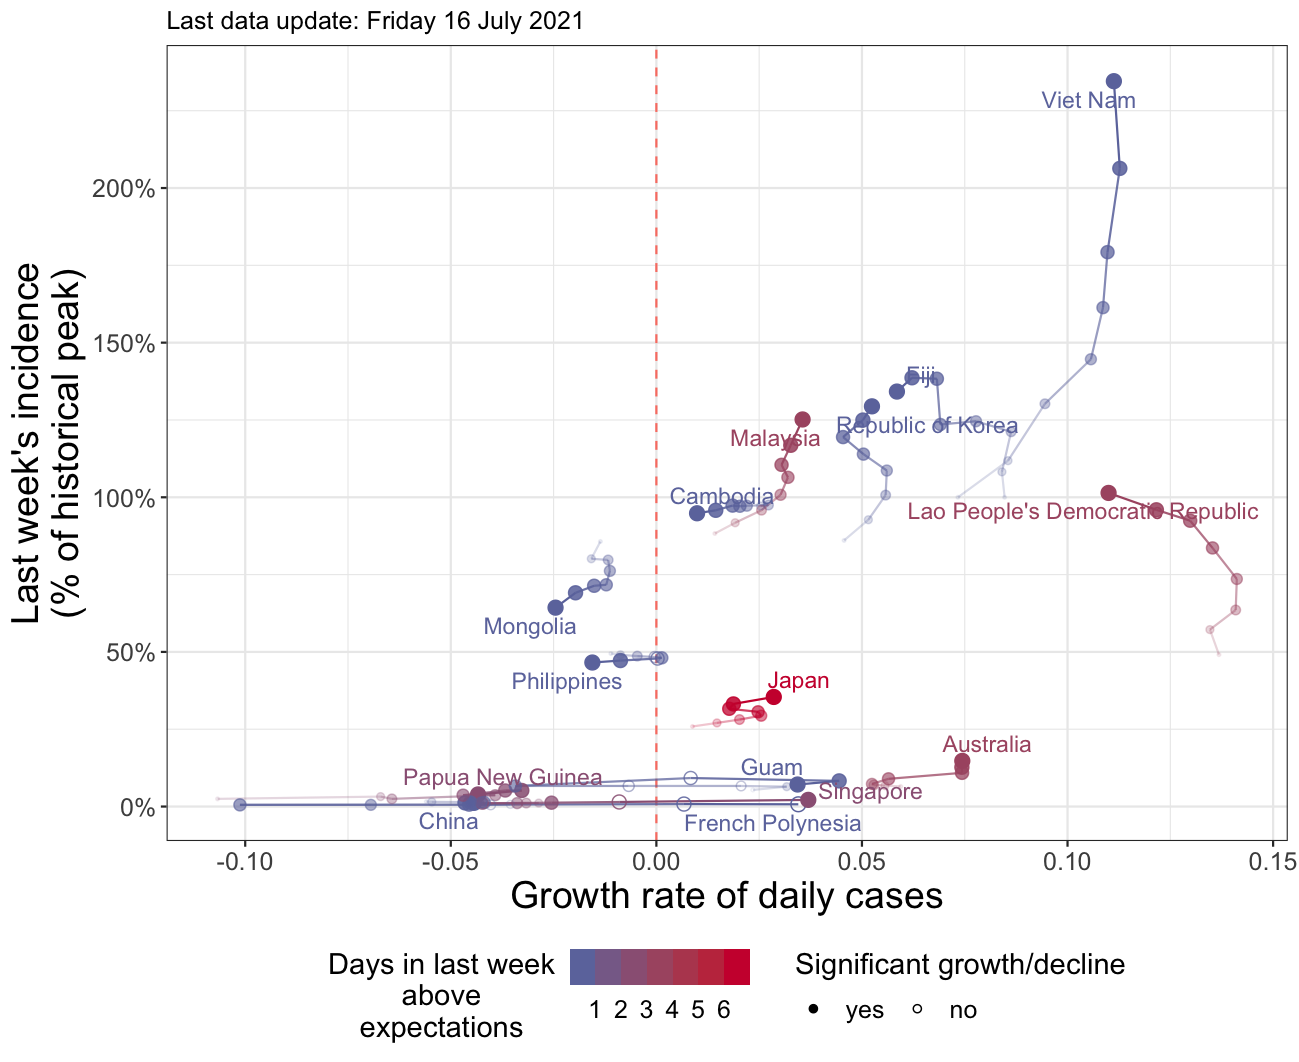 Last data update: Friday 16 July 2021
Last week's incidence
(% of historical peak)
200%
150%
100%
50%
0%
Viet Nam
Fiji
Republic of Korea
Malaysia
Cambodia
Lao People's Democratic Republic
Mongolia
Philippines
Japan
Australia
Guam
Papua New Guinea
Singapore
China
French Polynesia
-0.10
-0.05
0.00
0.05
0.10
0.15
Growth rate of daily cases
Days in last week
above
expectations
1 2 3 4 5 6
Significant growth/decline
yes
no